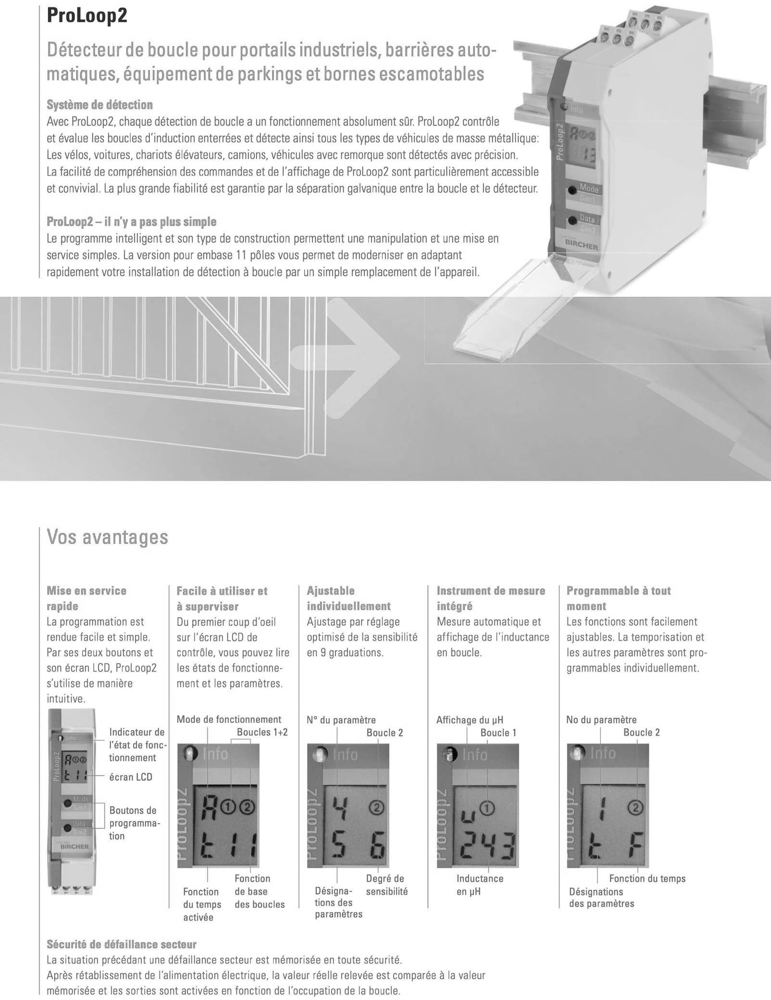 ProLoop2
Détecteur de boucle pour portails industriels, barrières auto-
matiques, équipement de parkings et bornes escamotables
Système de détection
Avec ProLoop2, chaque détection de boucle a un fonctionnement absolument sûr. ProLoop2 contrôle
et évalue les boucles d'induction enterrées et détecte ainsi tous les types de véhicules de masse métallique:
Les vélos, voitures, chariots élévateurs, camions, véhicules avec remorque sont détectés avec précision.
La facilité de compréhension des commandes et de l'affichage de ProLoop2 sont particulièrement accessible
et convivial. La plus grande fiabilité est garantie par la séparation galvanique entre la boucle et le détecteur.
ProLoop2 – il n'y a pas plus simple
Le programme intelligent et son type de construction permettent une manipulation et une mise en
service simples. La version pour embase 11 pôles vous permet de moderniser en adaptant
rapidement votre installation de détection à boucle par un simple remplacement de l'appareil.
Info
ProLoop2
A①②
13
Mode
Sim1
Data
Sim2
BIRCHER
Vos avantages
Mise en service
rapide
La programmation est
rendue facile et simple.
Par ses deux boutons et
son écran LCD, ProLoop2
s'utilise de manière
intuitive.
Info
ProLoop2
A①②
t11
Mode
Sim1
Data
Sim2
BIRCHER
Indicateur de
l'état de fonc-
tionnement
écran LCD
Boutons de
programma-
tion
Facile à utiliser et
à superviser
Du premier coup d'oeil
sur l'écran LCD de
contrôle, vous pouvez lire
les états de fonctionne-
ment et les paramètres.
Mode de fonctionnement
Boucles 1+2
Info
ProLoop2
A①②
t11
Fonction
du temps
activée
Fonction
de base
des boucles
Ajustable
individuellement
Ajustage par réglage
optimisé de la sensibilité
en 9 graduations.
N° du paramètre
Boucle 2
Info
ProLoop2
4 ②
S 6
Désigna-
tions des
paramètres
Degré de
sensibilité
Instrument de mesure
intégré
Mesure automatique et
affichage de l'inductance
en boucle.
Affichage du µH
Boucle 1
Info
ProLoop2
u ①
243
Inductance
en µH
Programmable à tout
moment
Les fonctions sont facilement
ajustables. La temporisation et
les autres paramètres sont pro-
grammables individuellement.
No du paramètre
Boucle 2
Info
ProLoop2
1 ②
t F
Désignations
des paramètres
Fonction du temps
Sécurité de défaillance secteur
La situation précédant une défaillance secteur est mémorisée en toute sécurité.
Après rétablissement de l'alimentation électrique, la valeur réelle relevée est comparée à la valeur
mémorisée et les sorties sont activées en fonction de l'occupation de la boucle.